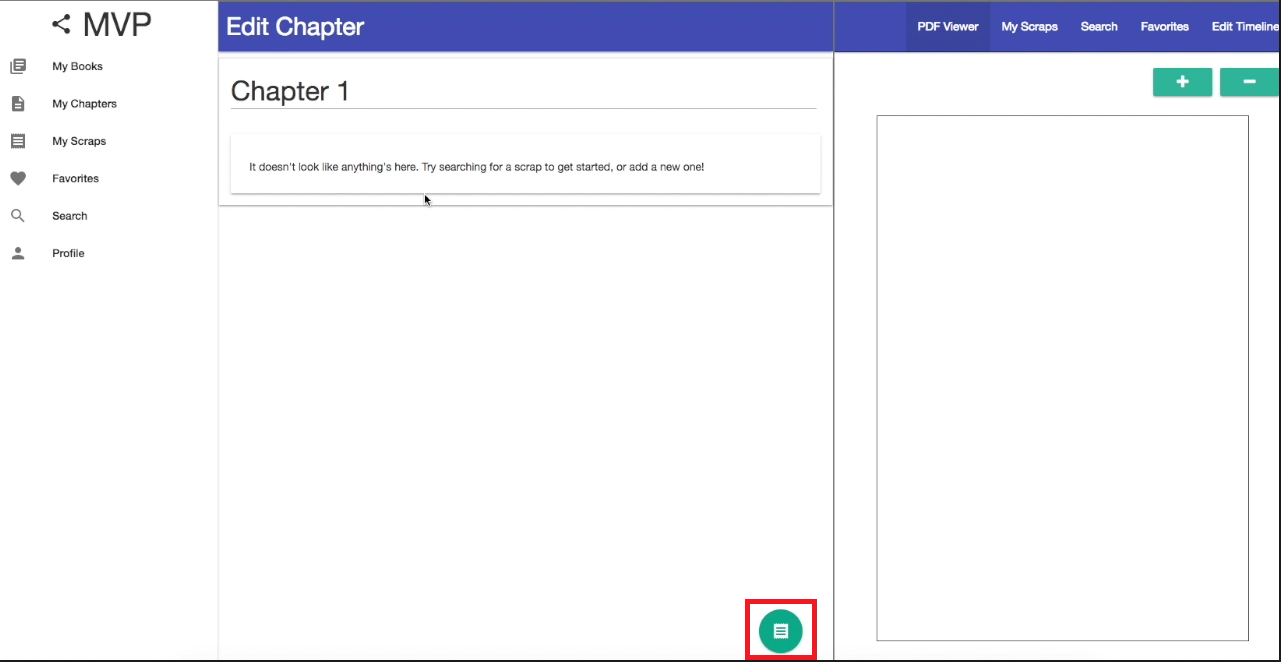 MVP
My Books
My Chapters
My Scraps
Favorites
Search
Profile
Edit Chapter
Chapter 1
It doesn't look like anything's here. Try searching for a scrap to get started, or add a new one!
PDF Viewer My Scraps Search Favorites Edit Timeline
+ −